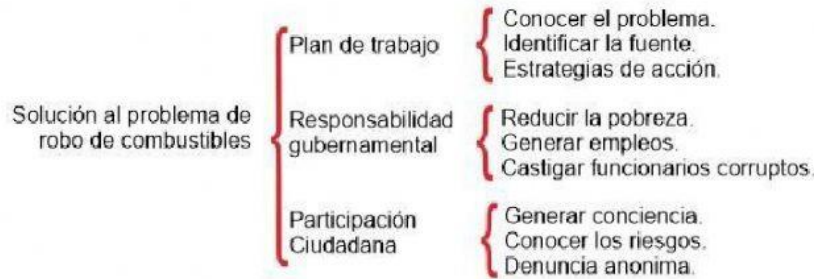 Solución al problema de
robo de combustibles
Plan de trabajo
Conocer el problema.
Identificar la fuente.
Estrategias de acción.
Responsabilidad
gubernamental
Reducir la pobreza.
Generar empleos.
Castigar funcionarios corruptos.
Participación
Ciudadana
Generar conciencia.
Conocer los riesgos.
Denuncia anonima.